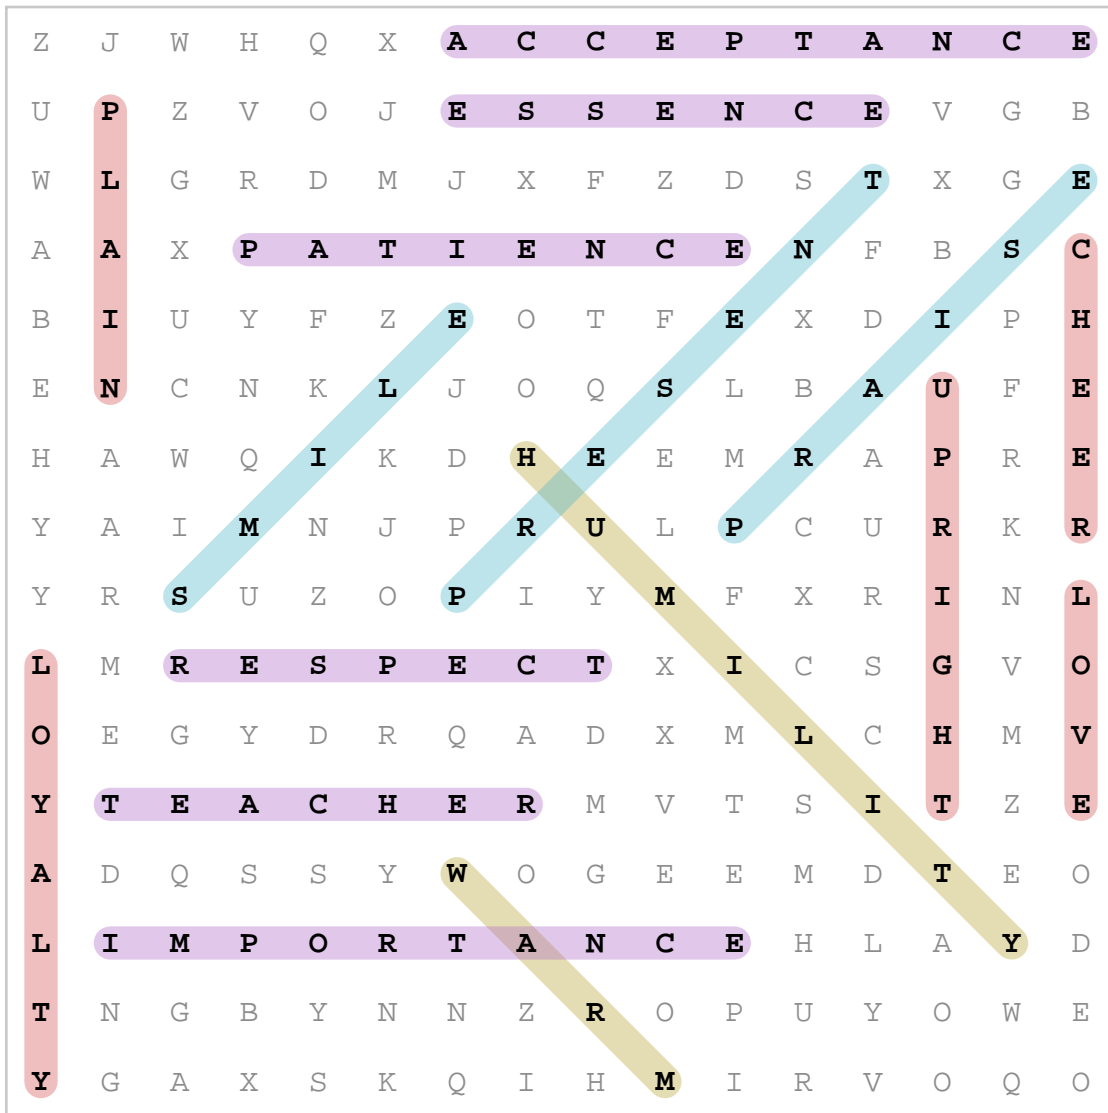 Z J W H Q X A C C E P T A N C E
U P Z V O J E S S E N C E V G B
W L G R D M J X F Z D S T X G E
A A X P A T I E N C E N F B S C
B I U Y F Z E O T F E X D I P H
E N C N K L J O Q S L B A U F E
H A W Q I K D H E E M R A P R E
Y A I M N J P R U L P C U R K R
Y R S U Z O P I Y M F X R I N L
L M R E S P E C T X I C S G V O
O E G Y D R Q A D X M L C H M V
Y T E A C H E R M V T S I T Z E
A D Q S S Y W O G E E M D T E O
L I M P O R T A N C E H L A Y D
T N G B Y N N Z R O P U Y O W E
Y G A X S K Q I H M I R V O Q O